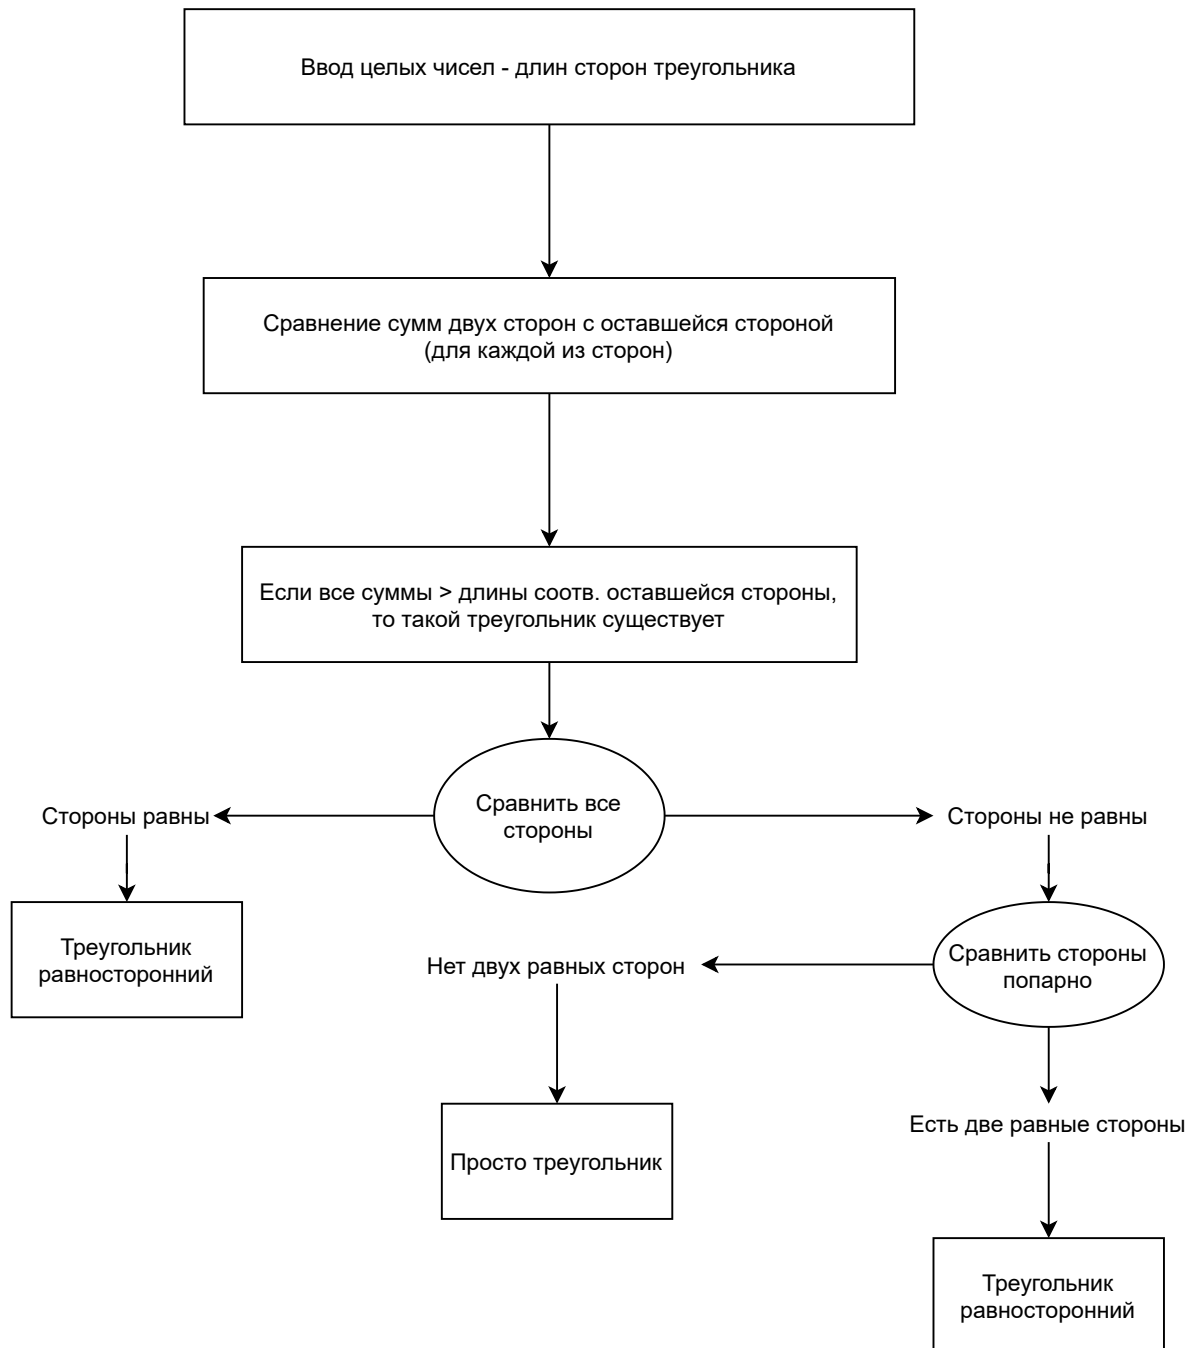 Ввод целых чисел - длин сторон треугольника
Сравнение сумм двух сторон с оставшейся стороной
(для каждой из сторон)
Если все суммы > длины соотв. оставшейся стороны,
то такой треугольник существует
Сравнить все
стороны
Стороны равны
Стороны не равны
Треугольник
равносторонний
Сравнить стороны
попарно
Нет двух равных сторон
Есть две равные стороны
Просто треугольник
Треугольник
равносторонний